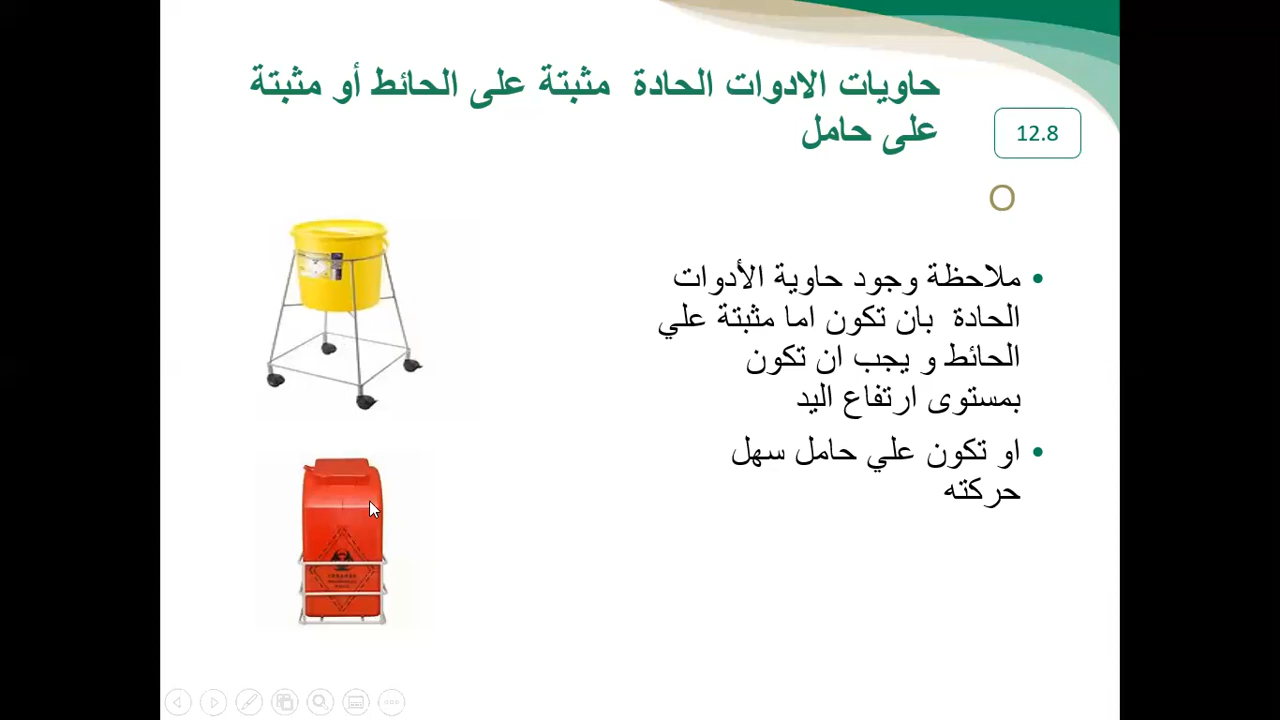 حاويات الادوات الحادة مثبتة على الحائط أو مثبتة
على حامل
12.8
O
• ملاحظة وجود حاوية الأدوات
الحادة بان تكون اما مثبتة علي
الحائط و يجب ان تكون
بمستوى ارتفاع اليد
• او تكون علي حامل سهل
حركته